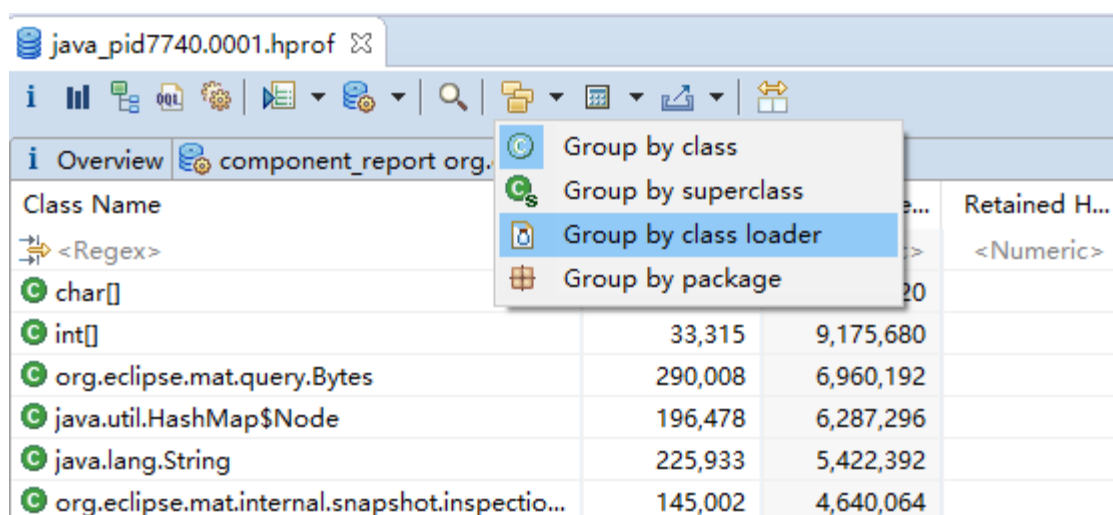 java_pid7740.0001.hprof
i OQL
i Overview component_report org.
Group by class
Group by superclass
Group by class loader
Group by package
Class Name e... Retained H...
<Regex> c> <Numeric>
char[] 20
int[] 33,315 9,175,680
org.eclipse.mat.query.Bytes 290,008 6,960,192
java.util.HashMap$Node 196,478 6,287,296
java.lang.String 225,933 5,422,392
org.eclipse.mat.internal.snapshot.inspectio... 145,002 4,640,064